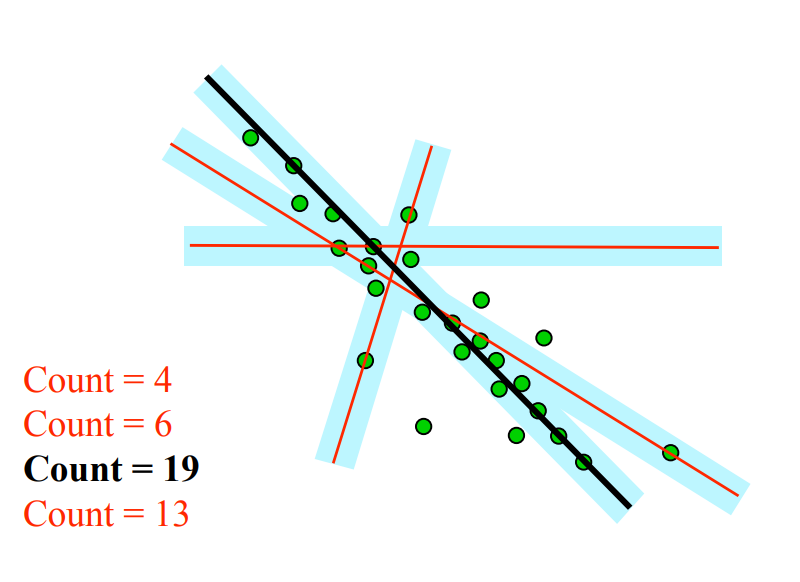 Count = 4
Count = 6
Count = 19
Count = 13